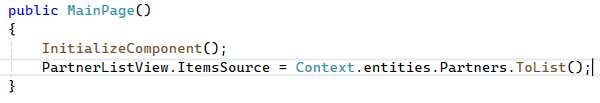 public MainPage()
{
    InitializeComponent();
    PartnerListView.ItemsSource = Context.entities.Partners.ToList();
}